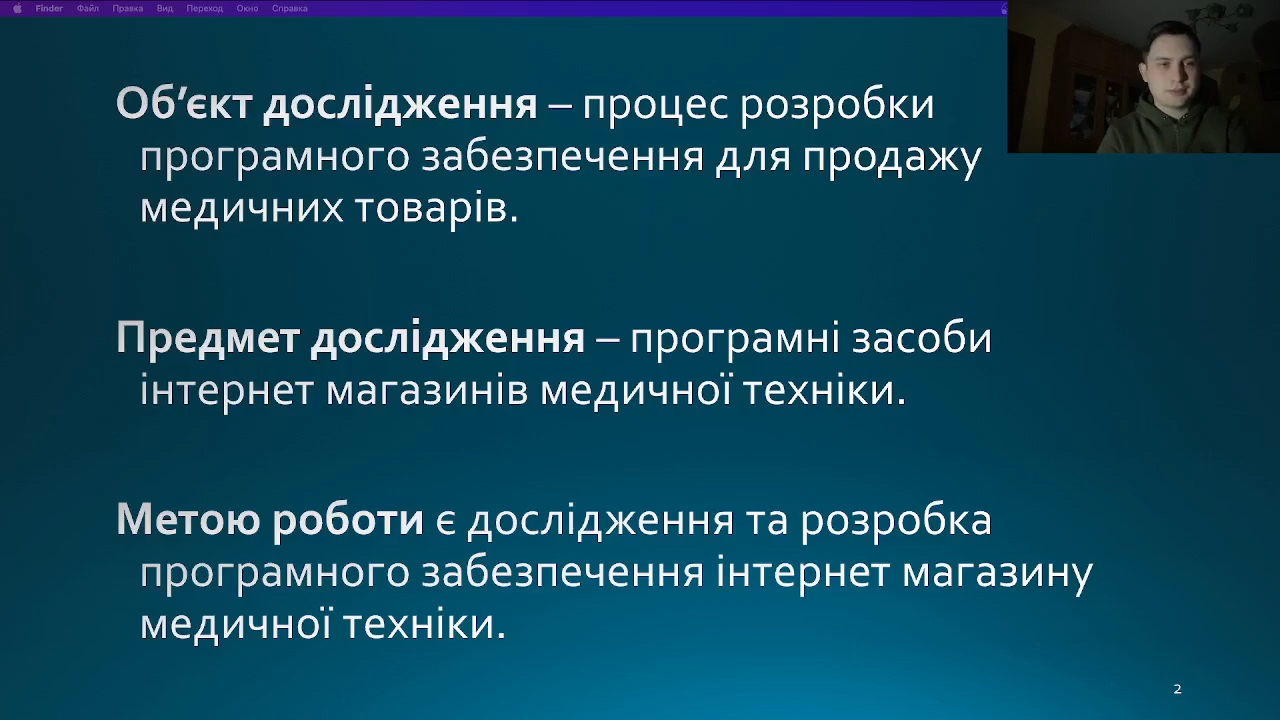 Finder Файл Правка Вид Переход Окно Справка
Об’єкт дослідження – процес розробки
програмного забезпечення для продажу
медичних товарів.
Предмет дослідження – програмні засоби
інтернет магазинів медичної техніки.
Метою роботи є дослідження та розробка
програмного забезпечення інтернет магазину
медичної техніки.
2